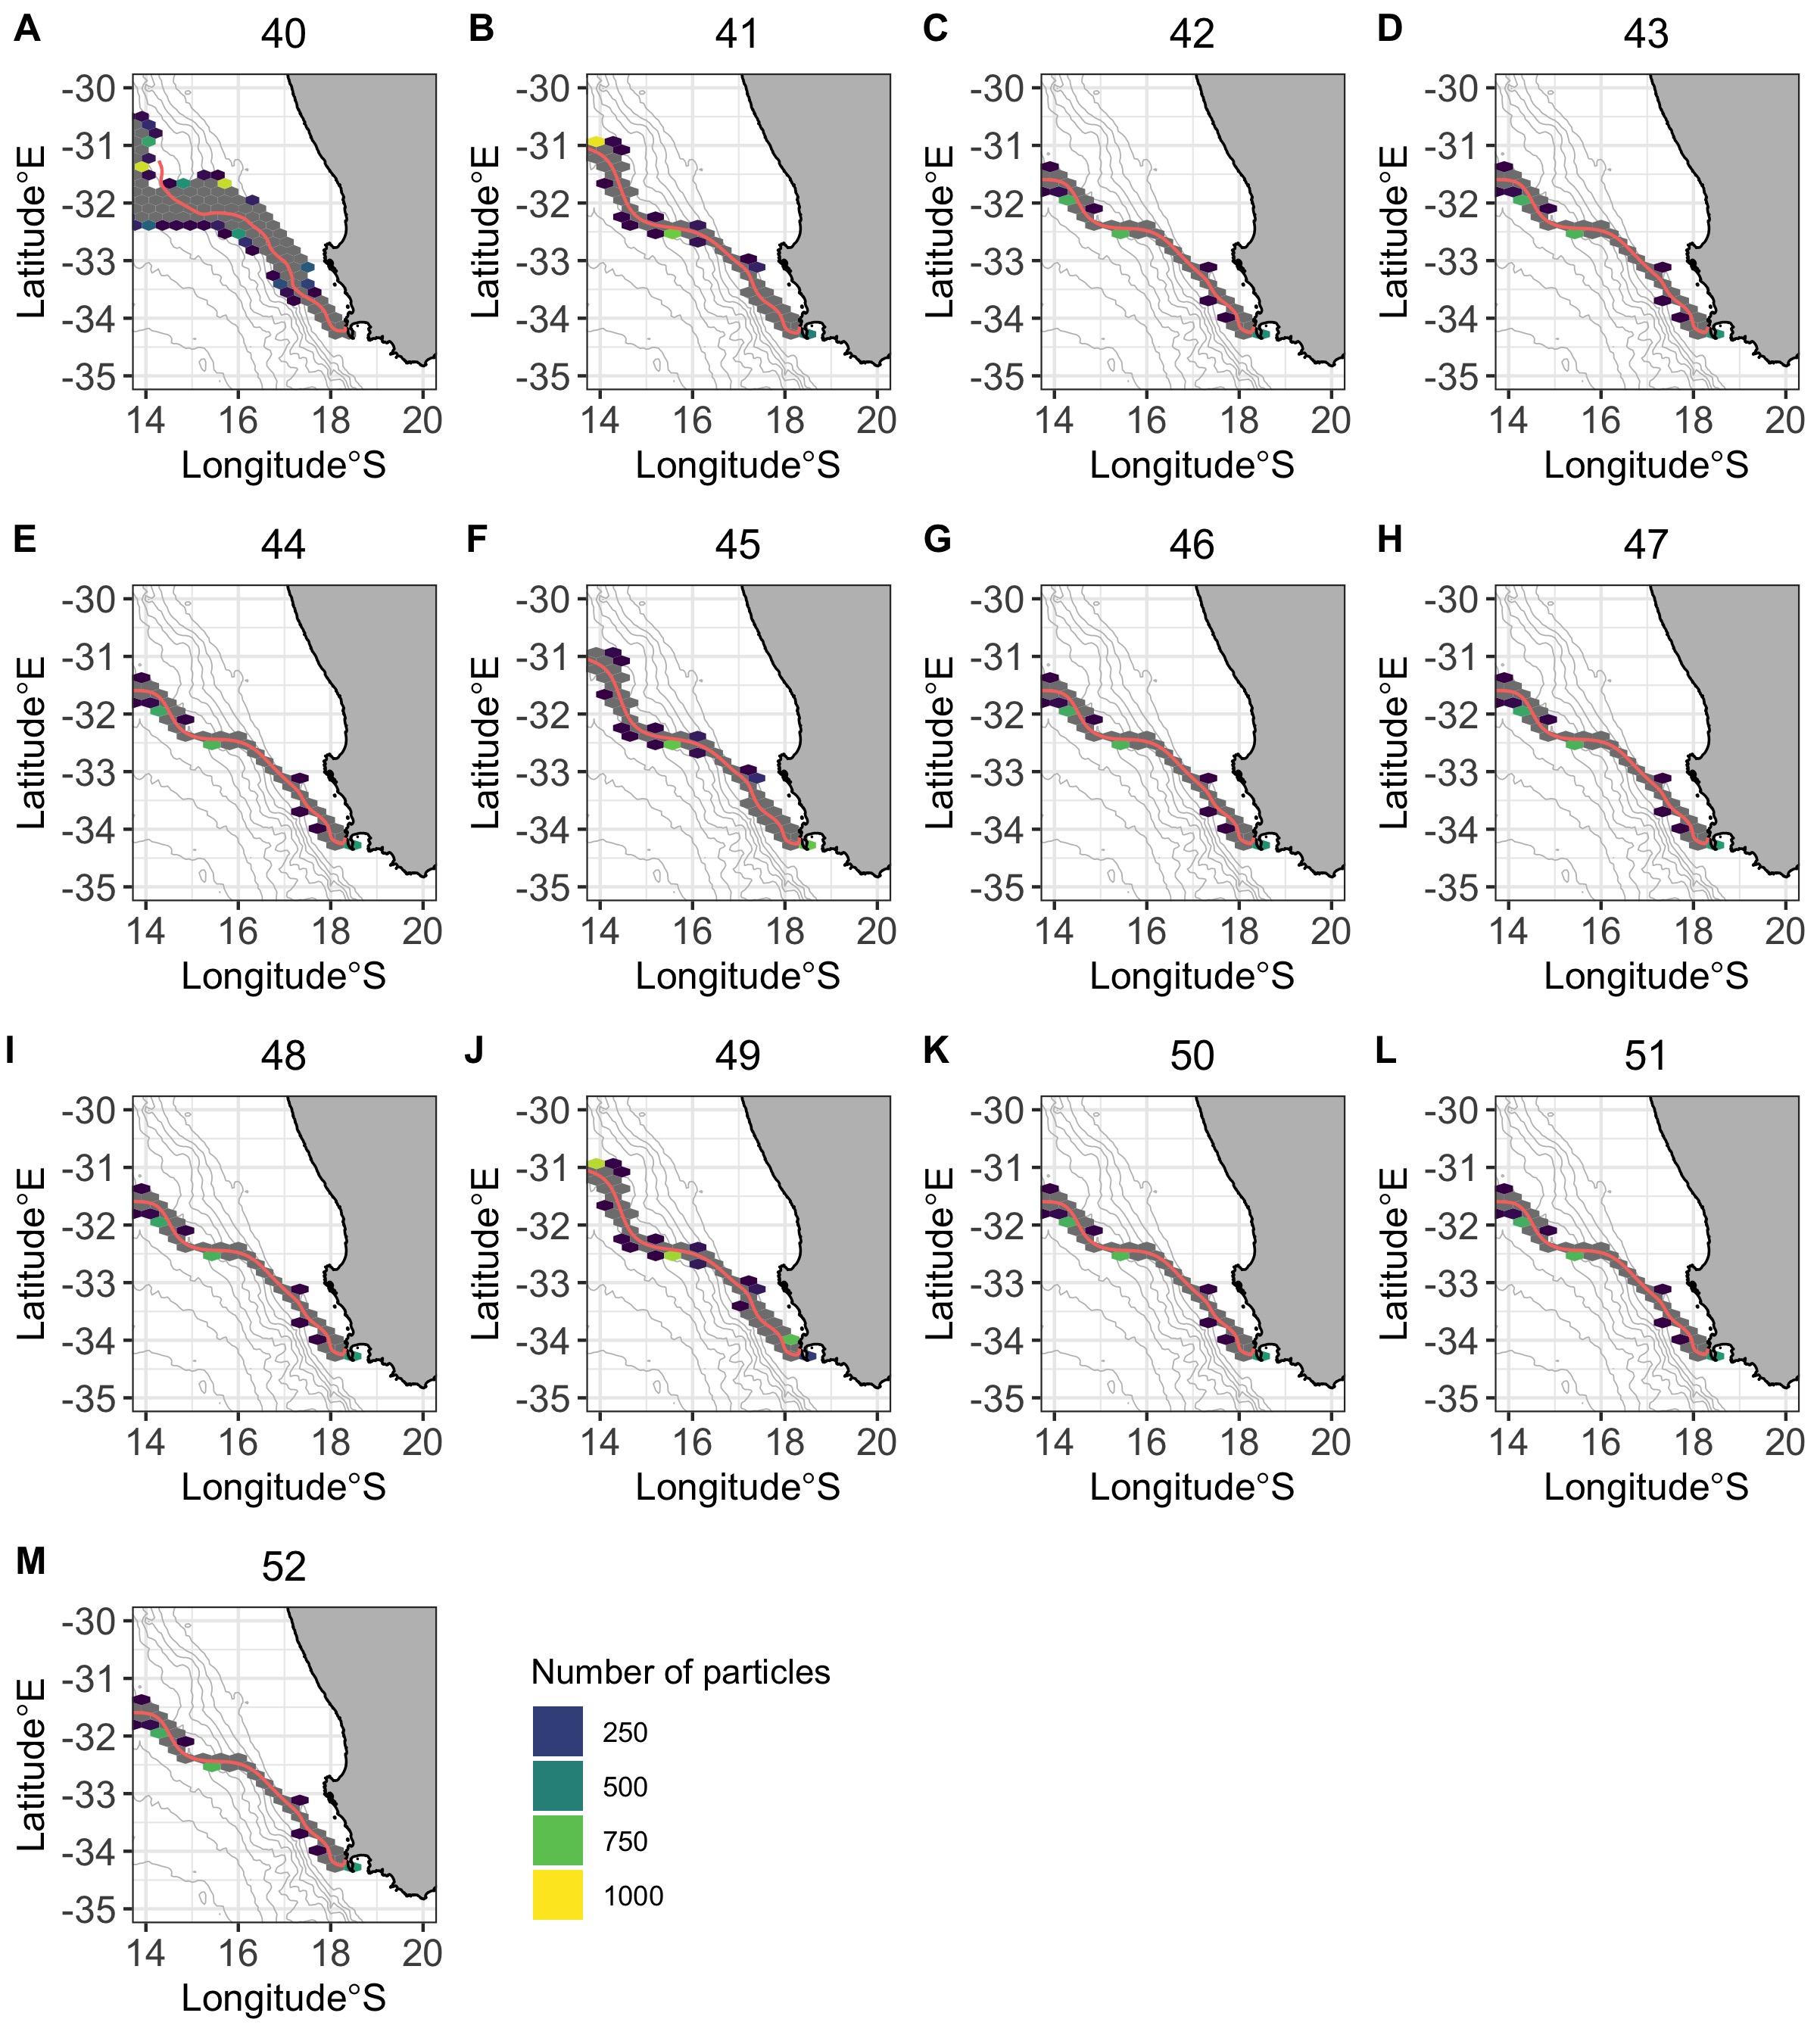 A 40 B 41 C 42 D 43
-30 -30 -30 -30
-31 -31 -31 -31
-32 -32 -32 -32
-33 -33 -33 -33
-34 -34 -34 -34
-35 -35 -35 -35
Latitude°E Latitude°E Latitude°E Latitude°E
14 16 18 20 14 16 18 20 14 16 18 20 14 16 18 20
Longitude°S Longitude°S Longitude°S Longitude°S
E 44 F 45 G 46 H 47
-30 -30 -30 -30
-31 -31 -31 -31
-32 -32 -32 -32
-33 -33 -33 -33
-34 -34 -34 -34
-35 -35 -35 -35
Latitude°E Latitude°E Latitude°E Latitude°E
14 16 18 20 14 16 18 20 14 16 18 20 14 16 18 20
Longitude°S Longitude°S Longitude°S Longitude°S
I 48 J 49 K 50 L 51
-30 -30 -30 -30
-31 -31 -31 -31
-32 -32 -32 -32
-33 -33 -33 -33
-34 -34 -34 -34
-35 -35 -35 -35
Latitude°E Latitude°E Latitude°E Latitude°E
14 16 18 20 14 16 18 20 14 16 18 20 14 16 18 20
Longitude°S Longitude°S Longitude°S Longitude°S
M 52
-30
-31
-32
-33
-34
-35
Latitude°E
14 16 18 20
Longitude°S
Number of particles
250
500
750
1000